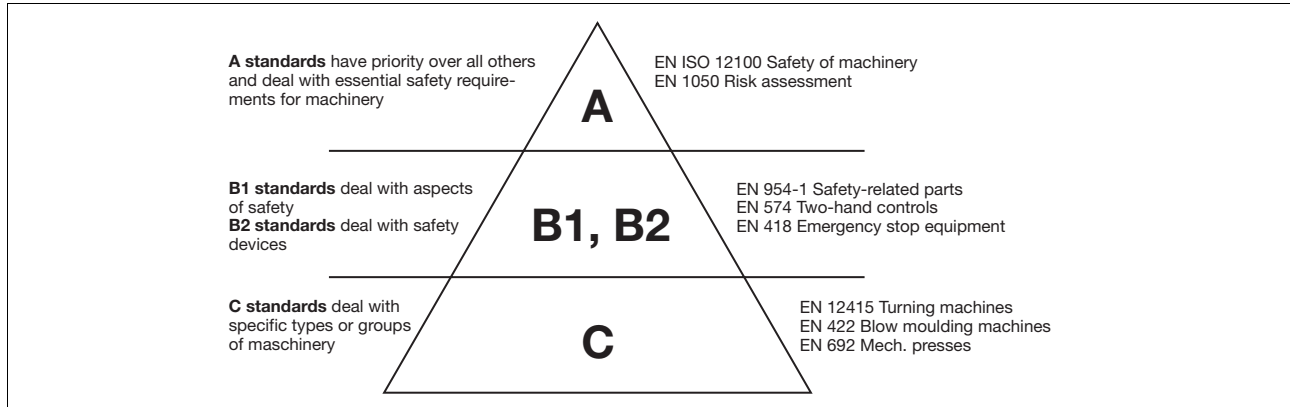 A standards have priority over all others
and deal with essential safety require-
ments for machinery
EN ISO 12100 Safety of machinery
EN 1050 Risk assessment
A
B1 standards deal with aspects
of safety
B2 standards deal with safety
devices
B1, B2
EN 954-1 Safety-related parts
EN 574 Two-hand controls
EN 418 Emergency stop equipment
C standards deal with
specific types or groups
of maschinery
C
EN 12415 Turning machines
EN 422 Blow moulding machines
EN 692 Mech. presses